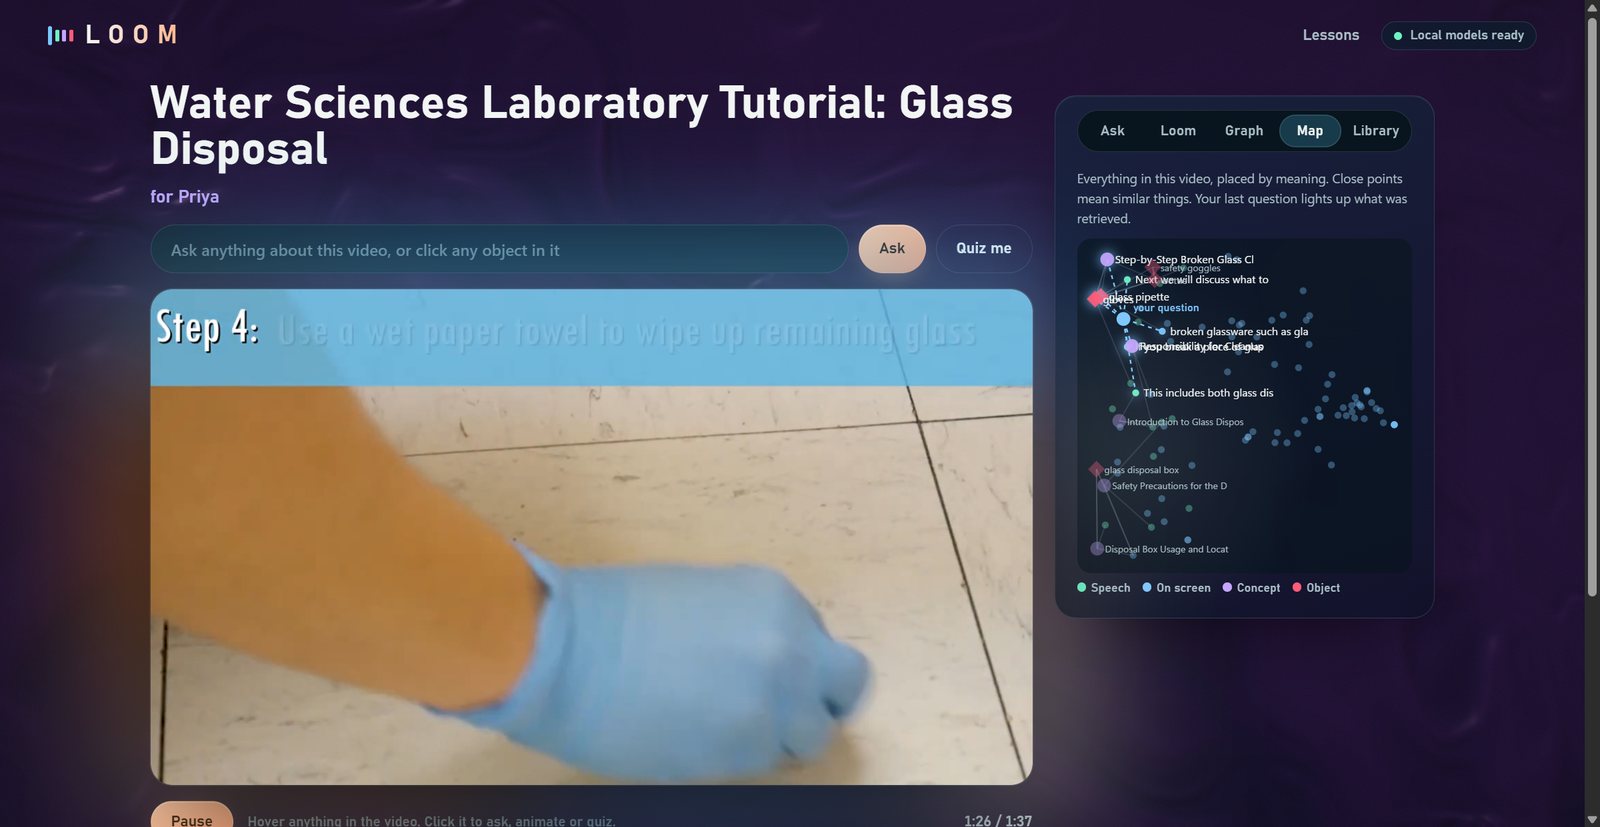 LOOM
Lessons
Local models ready
Water Sciences Laboratory Tutorial: Glass
Disposal
for Priya
Ask anything about this video, or click any object in it
Ask
Quiz me
Step 4: Use a wet paper towel to wipe up remaining glass
Pause
Hover anything in the video. Click it to ask, animate or quiz.
1:26 / 1:37
Ask
Loom
Graph
Map
Library
Everything in this video, placed by meaning. Close points
mean similar things. Your last question lights up what was
retrieved.
Step-by-Step Broken Glass Cl
safety goggles
Next we will discuss what to
glass pipette
gloves
your question
broken glassware such as gla
This includes both glass dis
Introduction to Glass Dispos
glass disposal box
Safety Precautions for the D
Disposal Box Usage and Locat
Speech
On screen
Concept
Object